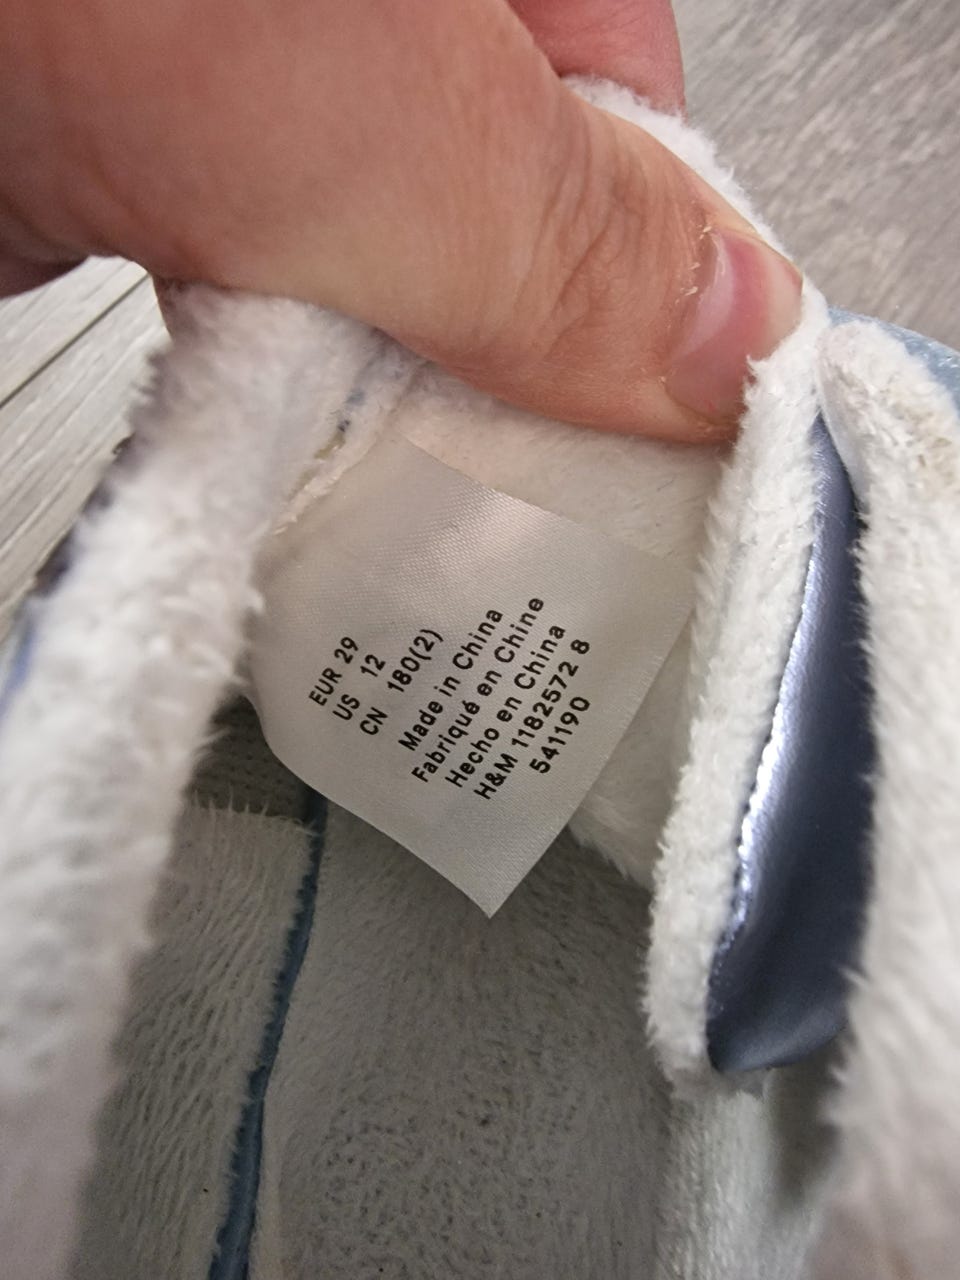 EUR 29
US 12
CN 180(2)
Made in China
Fabriqué en Chine
Hecho en China
H&M 1182572 8
541190